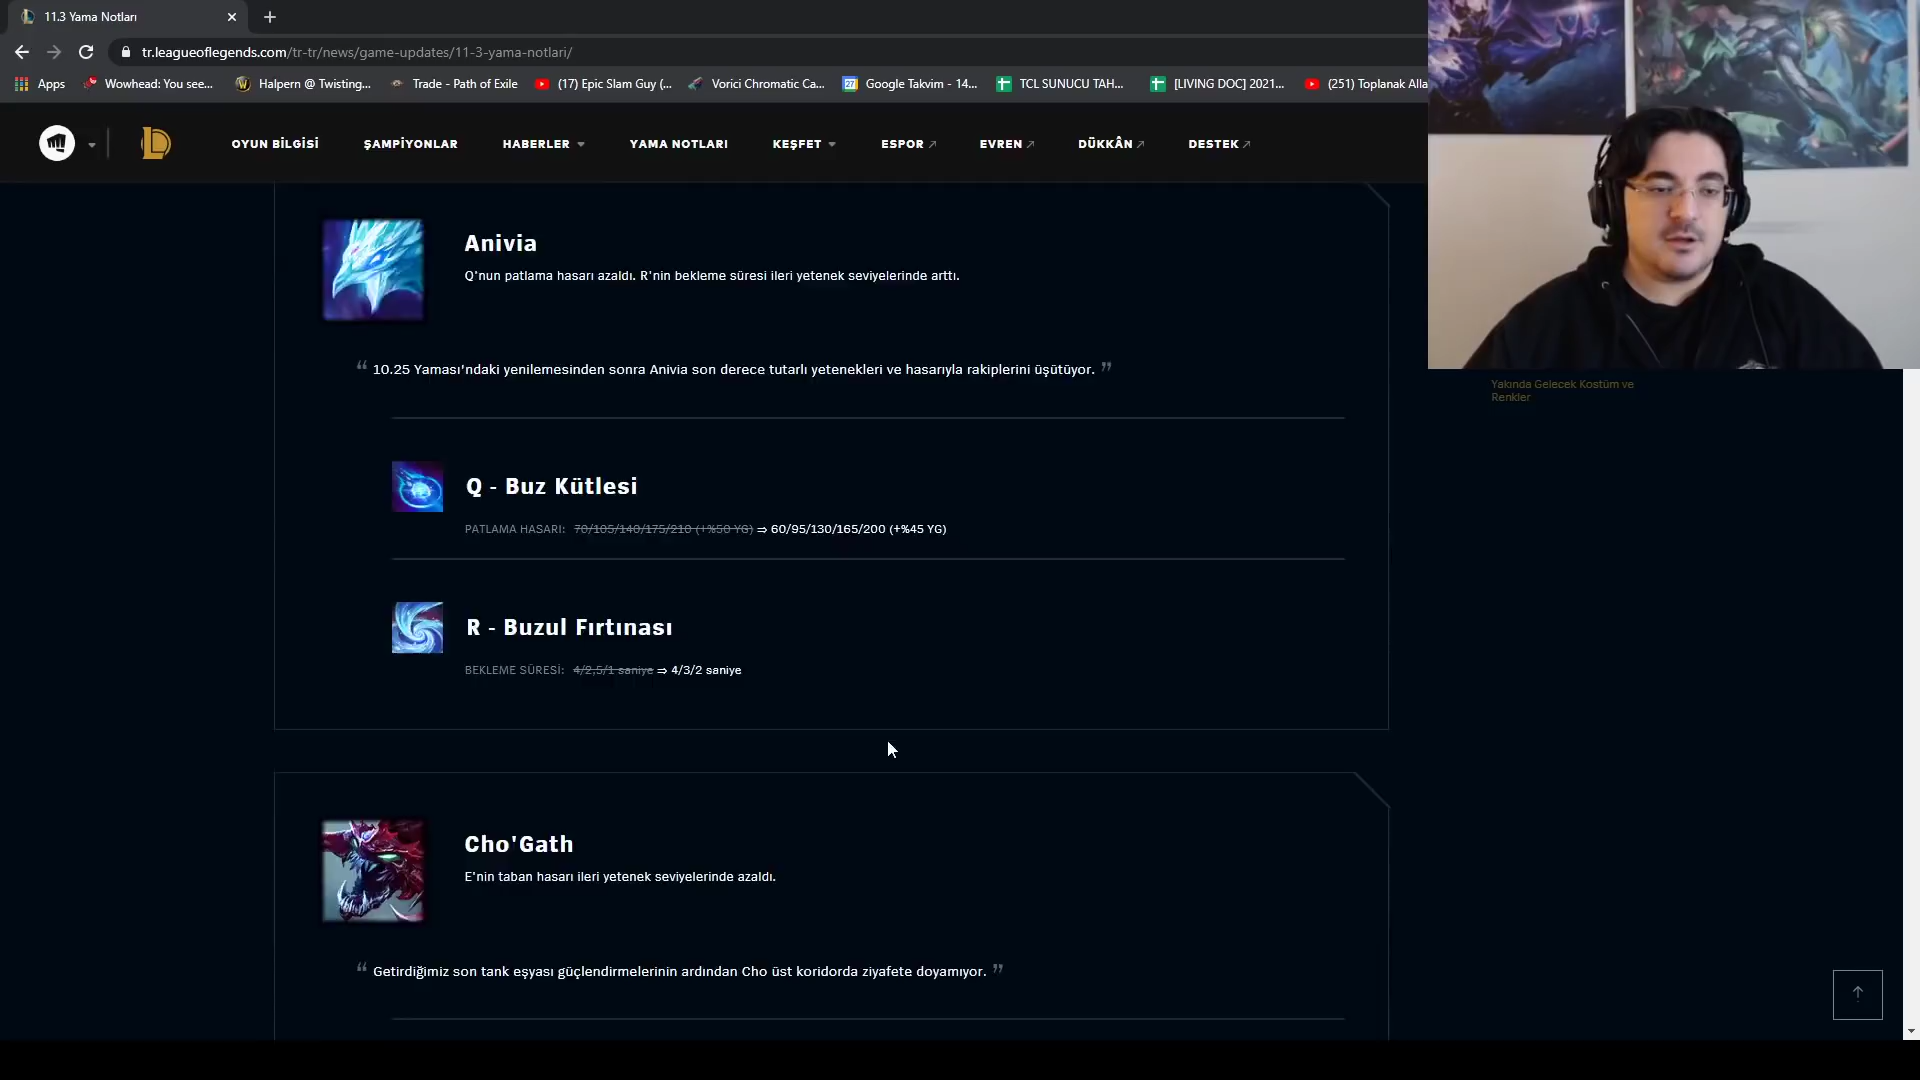 11.3 Yama Notları
tr.leagueoflegends.com/tr-tr/news/game-updates/11-3-yama-notlari/
Apps Wowhead: You see... Halpern @ Twisting... Trade - Path of Exile (17) Epic Slam Guy (... Vorici Chromatic Ca... Google Takvim - 14... TCL SUNUCU TAH... [LIVING DOC] 2021... (251) Toplanak Alla
OYUN BİLGİSİ ŞAMPİYONLAR HABERLER YAMA NOTLARI KEŞFET ESPOR EVREN DÜKKÂN DESTEK
Anivia
Q'nun patlama hasarı azaldı. R'nin bekleme süresi ileri yetenek seviyelerinde arttı.
“ 10.25 Yaması'ndaki yenilemesinden sonra Anivia son derece tutarlı yetenekleri ve hasarıyla rakiplerini üşütüyor. ”
Yakında Gelecek Kostüm ve
Renkler
Q - Buz Kütlesi
PATLAMA HASARI: 70/105/140/175/210 (+%50 YG) ⇒ 60/95/130/165/200 (+%45 YG)
R - Buzul Fırtınası
BEKLEME SÜRESİ: 4/2,5/1 saniye ⇒ 4/3/2 saniye
Cho'Gath
E'nin taban hasarı ileri yetenek seviyelerinde azaldı.
“ Getirdiğimiz son tank eşyası güçlendirmelerinin ardından Cho üst koridorda ziyafete doyamıyor. ”